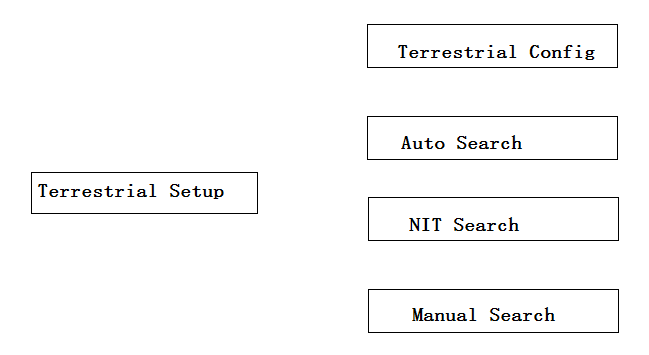 Terrestrial Setup
Terrestrial Config
Auto Search
NIT Search
Manual Search